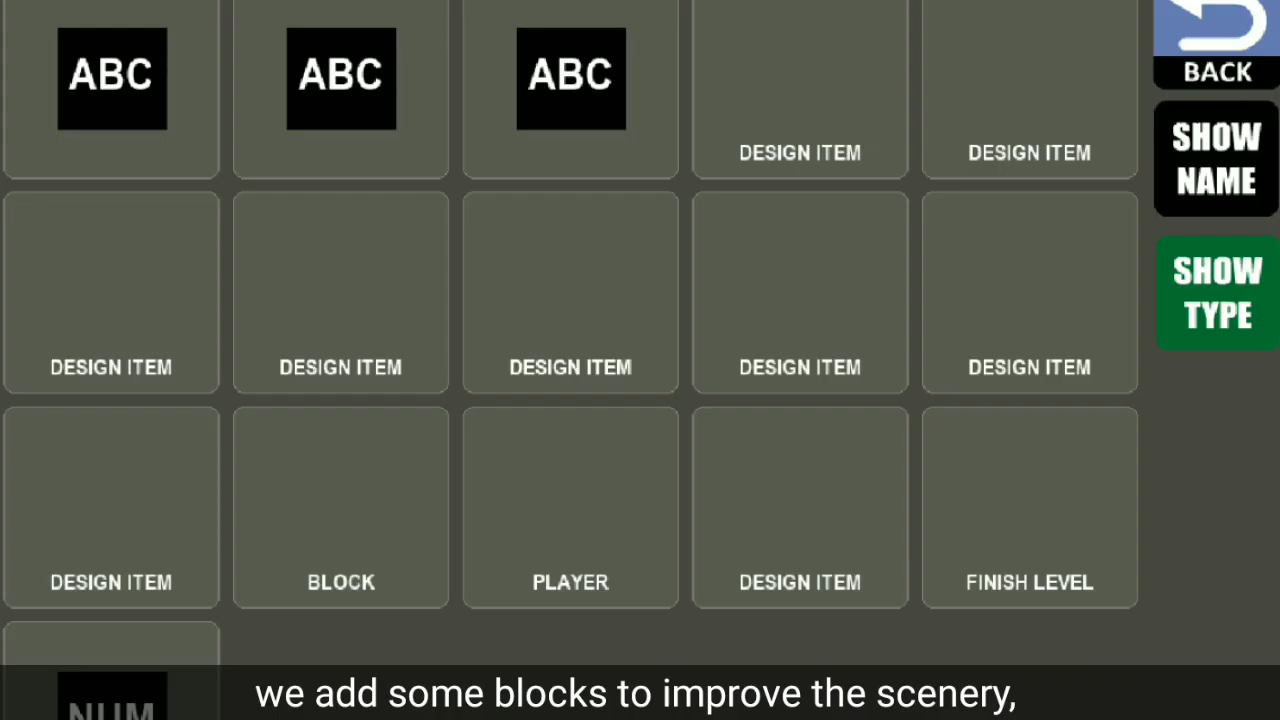 ABC
ABC
ABC
DESIGN ITEM
DESIGN ITEM
BACK
SHOW
NAME
DESIGN ITEM
DESIGN ITEM
DESIGN ITEM
DESIGN ITEM
DESIGN ITEM
SHOW
TYPE
DESIGN ITEM
BLOCK
PLAYER
DESIGN ITEM
FINISH LEVEL
NUM
we add some blocks to improve the scenery,